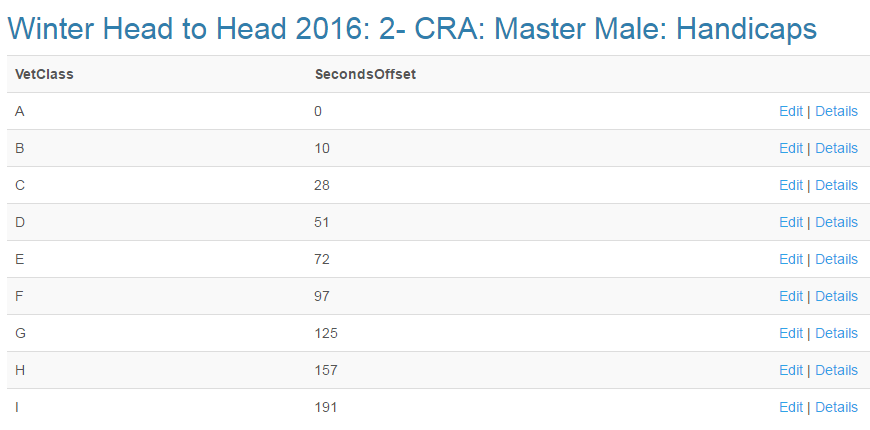 Winter Head to Head 2016: 2- CRA: Master Male: Handicaps
VetClass SecondsOffset
A 0 Edit | Details
B 10 Edit | Details
C 28 Edit | Details
D 51 Edit | Details
E 72 Edit | Details
F 97 Edit | Details
G 125 Edit | Details
H 157 Edit | Details
I 191 Edit | Details